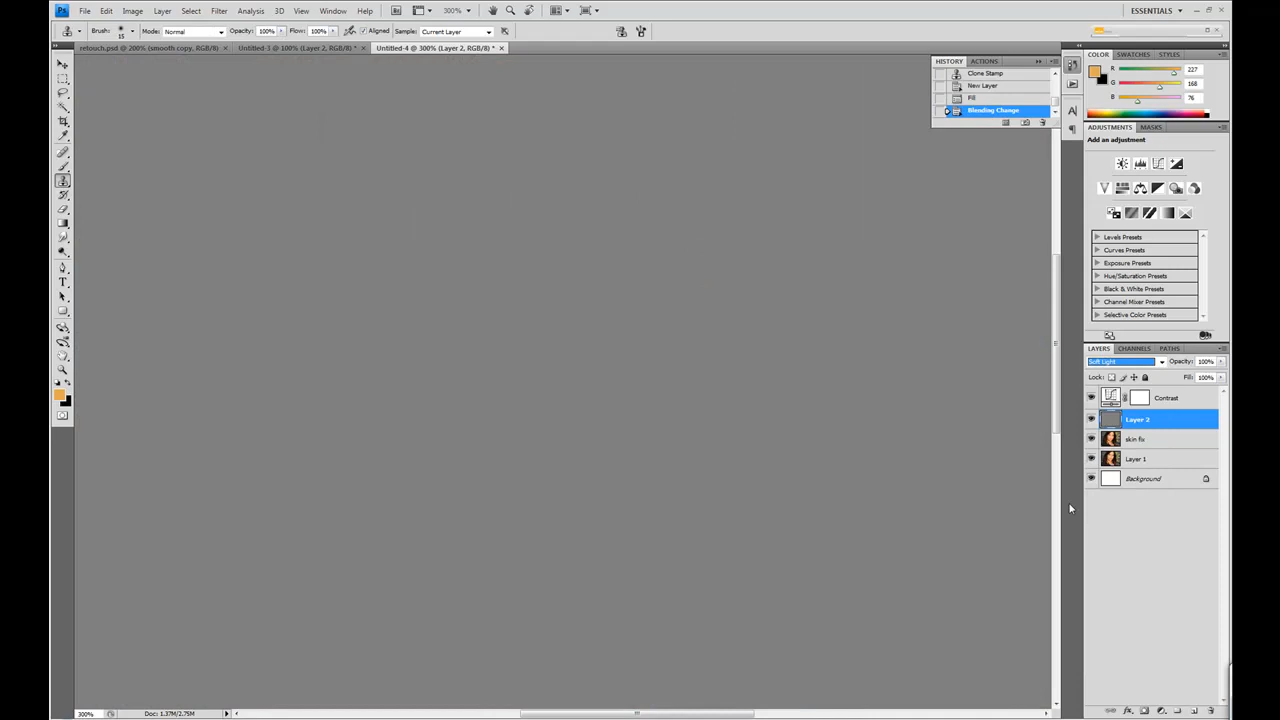 Ps File Edit Image Layer Select Filter Analysis 3D View Window Help 300% ESSENTIALS
Brush: 15 Mode: Normal Opacity: 100% Flow: 100% Aligned Sample: Current Layer
retouch.psd @ 200% (smooth copy, RGB/8) Untitled-3 @ 100% (Layer 2, RGB/8) * Untitled-4 @ 300% (Layer 2, RGB/8) *
HISTORY ACTIONS
Clone Stamp
New Layer
Fill
Blending Change
COLOR SWATCHES STYLES
R 227
G 168
B 76
ADJUSTMENTS MASKS
Add an adjustment
Levels Presets
Curves Presets
Exposure Presets
Hue/Saturation Presets
Black & White Presets
Channel Mixer Presets
Selective Color Presets
LAYERS CHANNELS PATHS
Soft Light Opacity: 100%
Lock: Fill: 100%
Contrast
Layer 2
skin fix
Layer 1
Background
300% Doc: 1.37M/2.75M